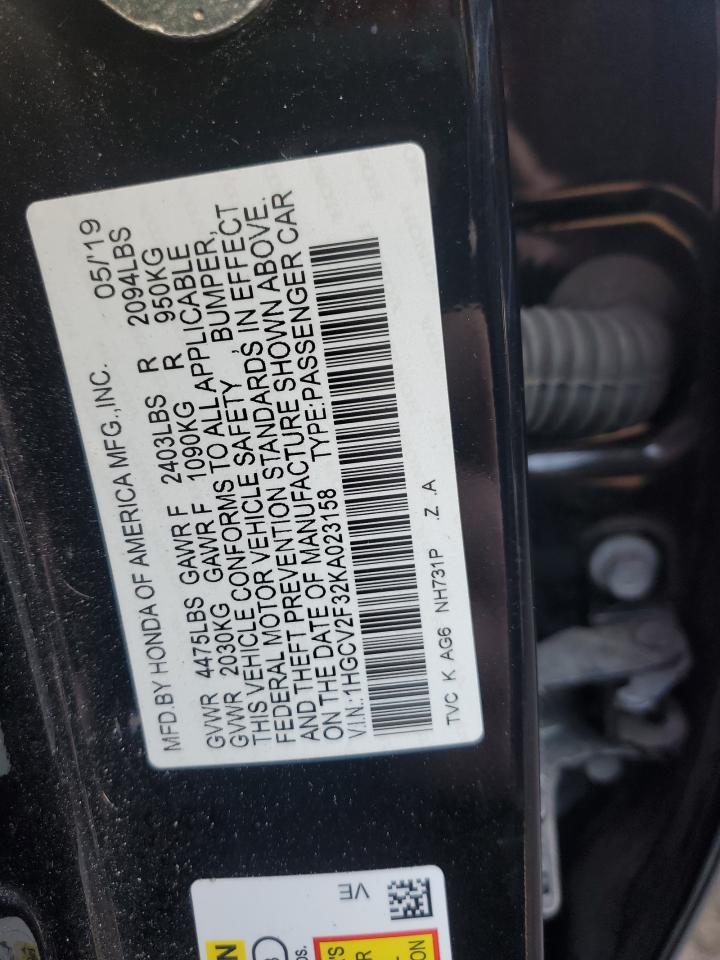 MFD.BY HONDA OF AMERICA MFG.,INC. 05/'19
GVWR 4475LBS GAWR F 2403LBS R 2094LBS
GVWR 2030KG GAWR F 1090KG R 950KG
THIS VEHICLE CONFORMS TO ALL APPLICABLE
FEDERAL MOTOR VEHICLE SAFETY, BUMPER,
AND THEFT PREVENTION STANDARDS, IN EFFECT
ON THE DATE OF MANUFACTURE SHOWN ABOVE.
V.I.N.: 1HGCV2F32KA023158 TYPE:PASSENGER CAR
TVC K AG6 NH731P .Z .A
VE